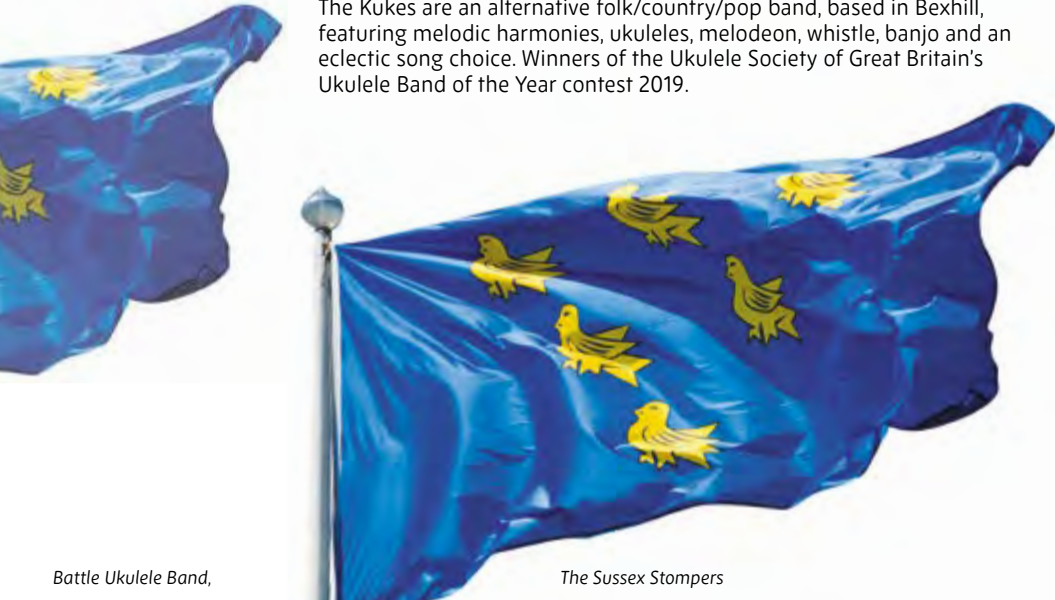 The Kukes are an alternative folk/country/pop band, based in Bexhill,
featuring melodic harmonies, ukuleles, melodeon, whistle, banjo and an
eclectic song choice. Winners of the Ukulele Society of Great Britain's
Ukulele Band of the Year contest 2019.
Battle Ukulele Band,
The Sussex Stompers